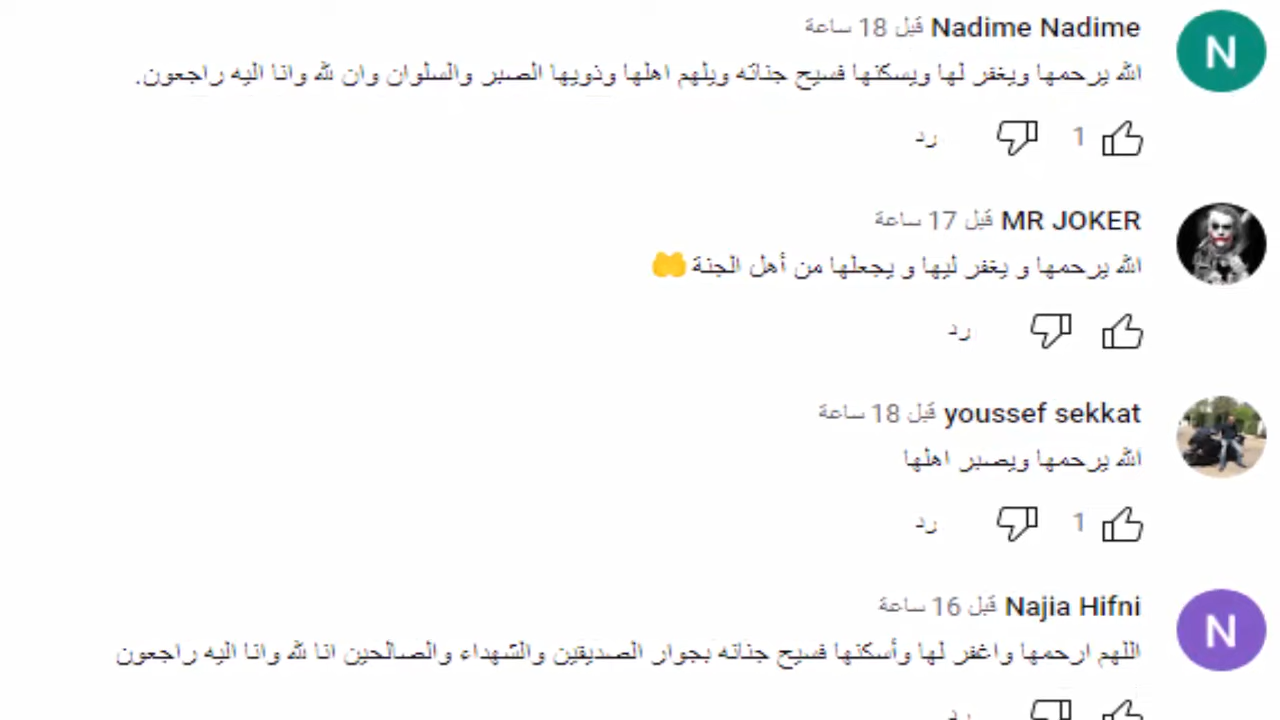 Nadime Nadime قبل 18 ساعة
N
الله يرحمها ويغفر لها ويسكنها فسيح جناته ويلهم اهلها وذويها الصبر والسلوان وان لله وانا اليه راجعون.
1 رد
MR JOKER قبل 17 ساعة
الله يرحمها و يغفر ليها و يجعلها من أهل الجنة 🤲
رد
youssef sekkat قبل 18 ساعة
الله يرحمها ويصبر اهلها
1 رد
Najia Hifni قبل 16 ساعة
N
اللهم ارحمها واغفر لها وأسكنها فسيح جناته بجوار الصديقين والشهداء والصالحين انا لله وانا اليه راجعون
رد